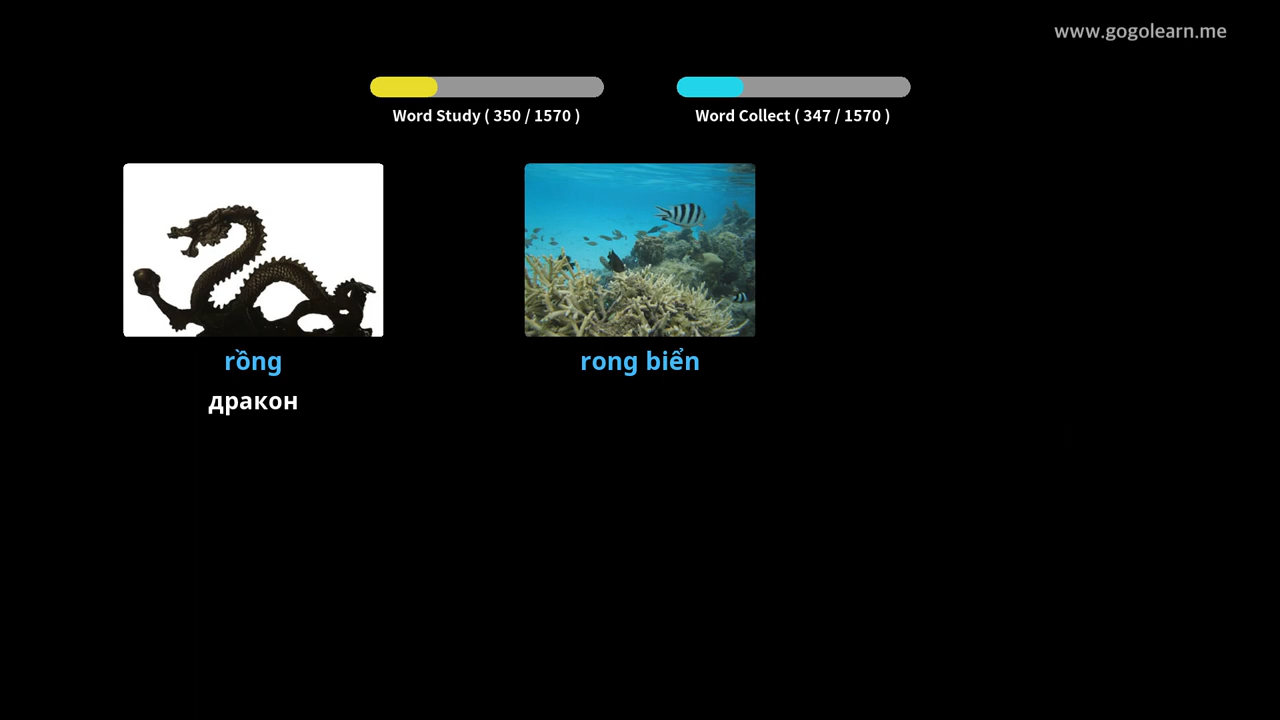 www.gogolearn.me
Word Study ( 350 / 1570 )
Word Collect ( 347 / 1570 )
rồng
дракон
rong biển